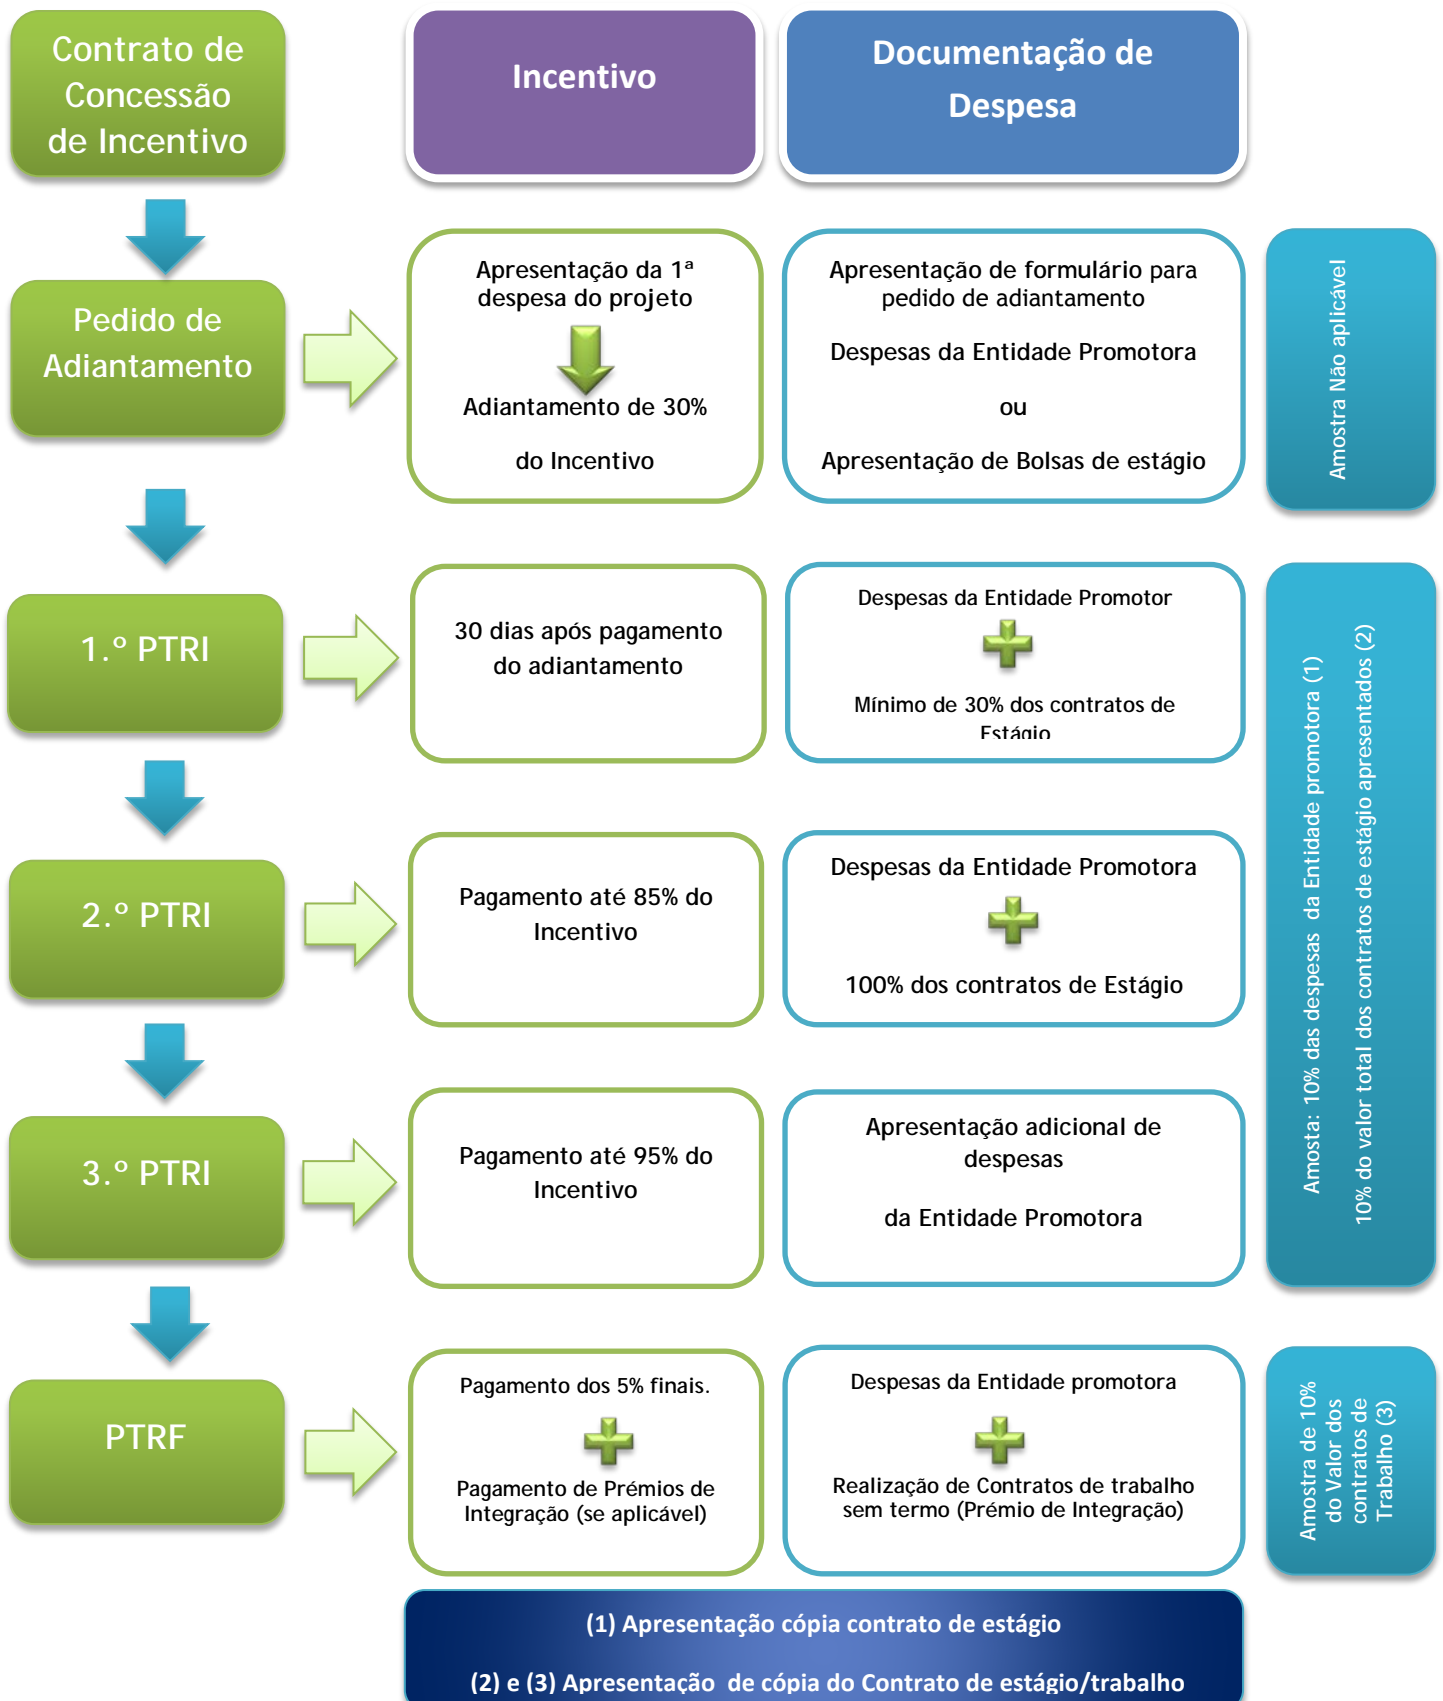 Contrato de
Concessão
de Incentivo
Incentivo
Documentação de
Despesa
Pedido de
Adiantamento
Apresentação da 1ª
despesa do projeto
Adiantamento de 30%
do Incentivo
Apresentação de formulário para
pedido de adiantamento
Despesas da Entidade Promotora
ou
Apresentação de Bolsas de estágio
Amostra Não aplicável
1.º PTRI
30 dias após pagamento
do adiantamento
Despesas da Entidade Promotor
Mínimo de 30% dos contratos de
Estágio
Amosta: 10% das despesas da Entidade promotora (1)
10% do valor total dos contratos de estágio apresentados (2)
2.º PTRI
Pagamento até 85% do
Incentivo
Despesas da Entidade Promotora
100% dos contratos de Estágio
3.º PTRI
Pagamento até 95% do
Incentivo
Apresentação adicional de
despesas
da Entidade Promotora
PTRF
Pagamento dos 5% finais.
Pagamento de Prémios de
Integração (se aplicável)
Despesas da Entidade promotora
Realização de Contratos de trabalho
sem termo (Prémio de Integração)
Amostra de 10%
do Valor dos
contratos de
Trabalho (3)
(1) Apresentação cópia contrato de estágio
(2) e (3) Apresentação de cópia do Contrato de estágio/trabalho